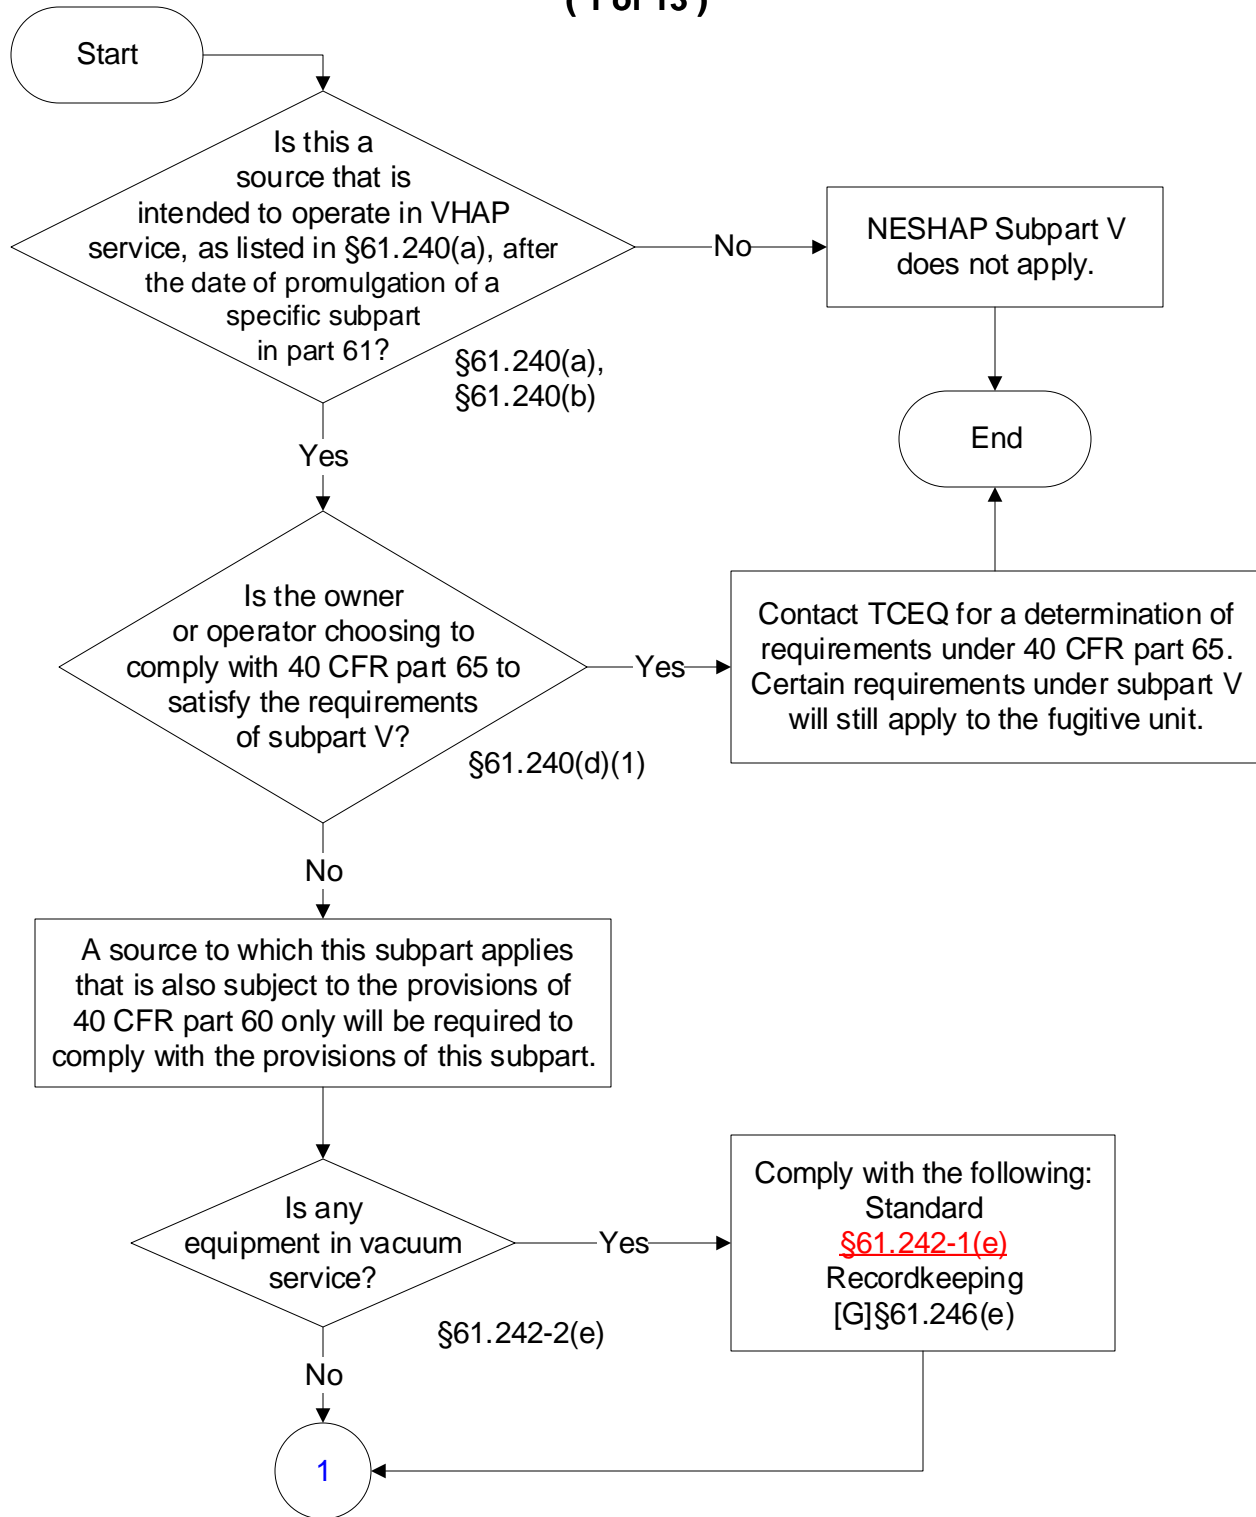 ( 1 of 13 )
Start
Is this a
source that is
intended to operate in VHAP
service, as listed in §61.240(a), after
the date of promulgation of a
specific subpart
in part 61?
§61.240(a),
§61.240(b)
No
NESHAP Subpart V
does not apply.
End
Yes
Is the owner
or operator choosing to
comply with 40 CFR part 65 to
satisfy the requirements
of subpart V?
§61.240(d)(1)
Yes
Contact TCEQ for a determination of
requirements under 40 CFR part 65.
Certain requirements under subpart V
will still apply to the fugitive unit.
No
A source to which this subpart applies
that is also subject to the provisions of
40 CFR part 60 only will be required to
comply with the provisions of this subpart.
Is any
equipment in vacuum
service?
§61.242-2(e)
Yes
Comply with the following:
Standard
§61.242-1(e)
Recordkeeping
[G]§61.246(e)
No
1